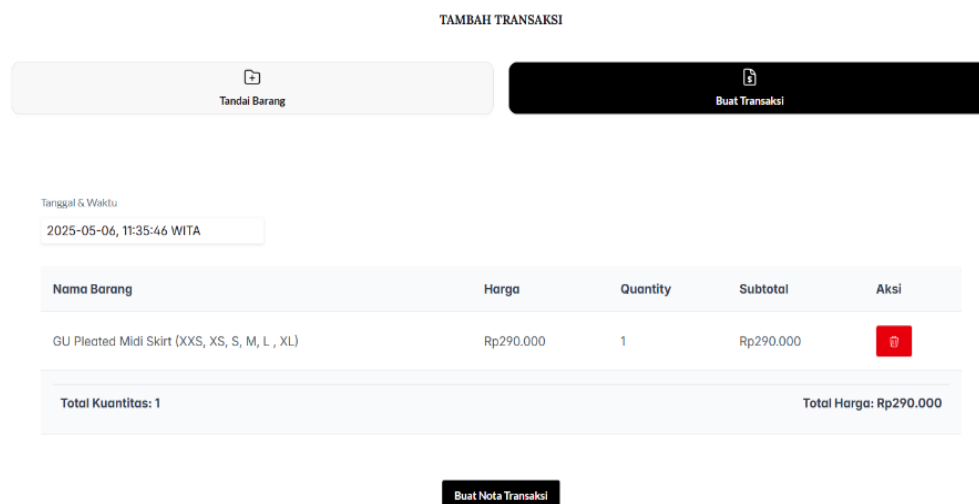 TAMBAH TRANSAKSI
Tandai Barang
Buat Transaksi
Tanggal & Waktu
2025-05-06, 11:35:46 WITA
Nama Barang Harga Quantity Subtotal Aksi
GU Pleated Midi Skirt (XXS, XS, S, M, L , XL) Rp290.000 1 Rp290.000
Total Kuantitas: 1 Total Harga: Rp290.000
Buat Nota Transaksi